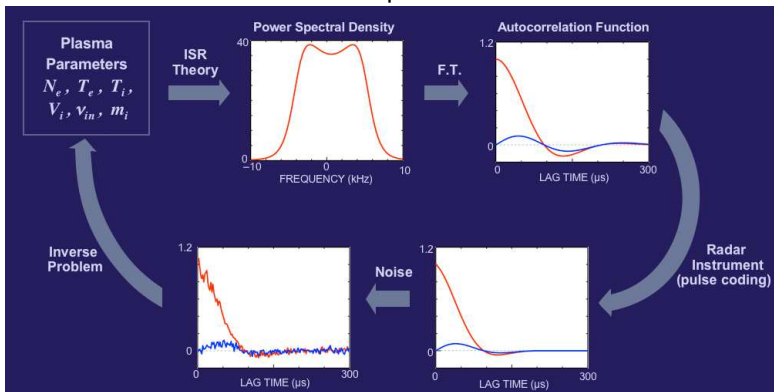 Plasma
Parameters
Nₑ , Tₑ , Tᵢ ,
Vᵢ , νᵢₙ , mᵢ
ISR
Theory
Power Spectral Density
40
0
−10
0
10
FREQUENCY (kHz)
F.T.
Autocorrelation Function
1.2
0
0
300
LAG TIME (µs)
Radar
Instrument
(pulse coding)
1.2
0
0
300
LAG TIME (µs)
Noise
1.2
0
0
300
LAG TIME (µs)
Inverse
Problem